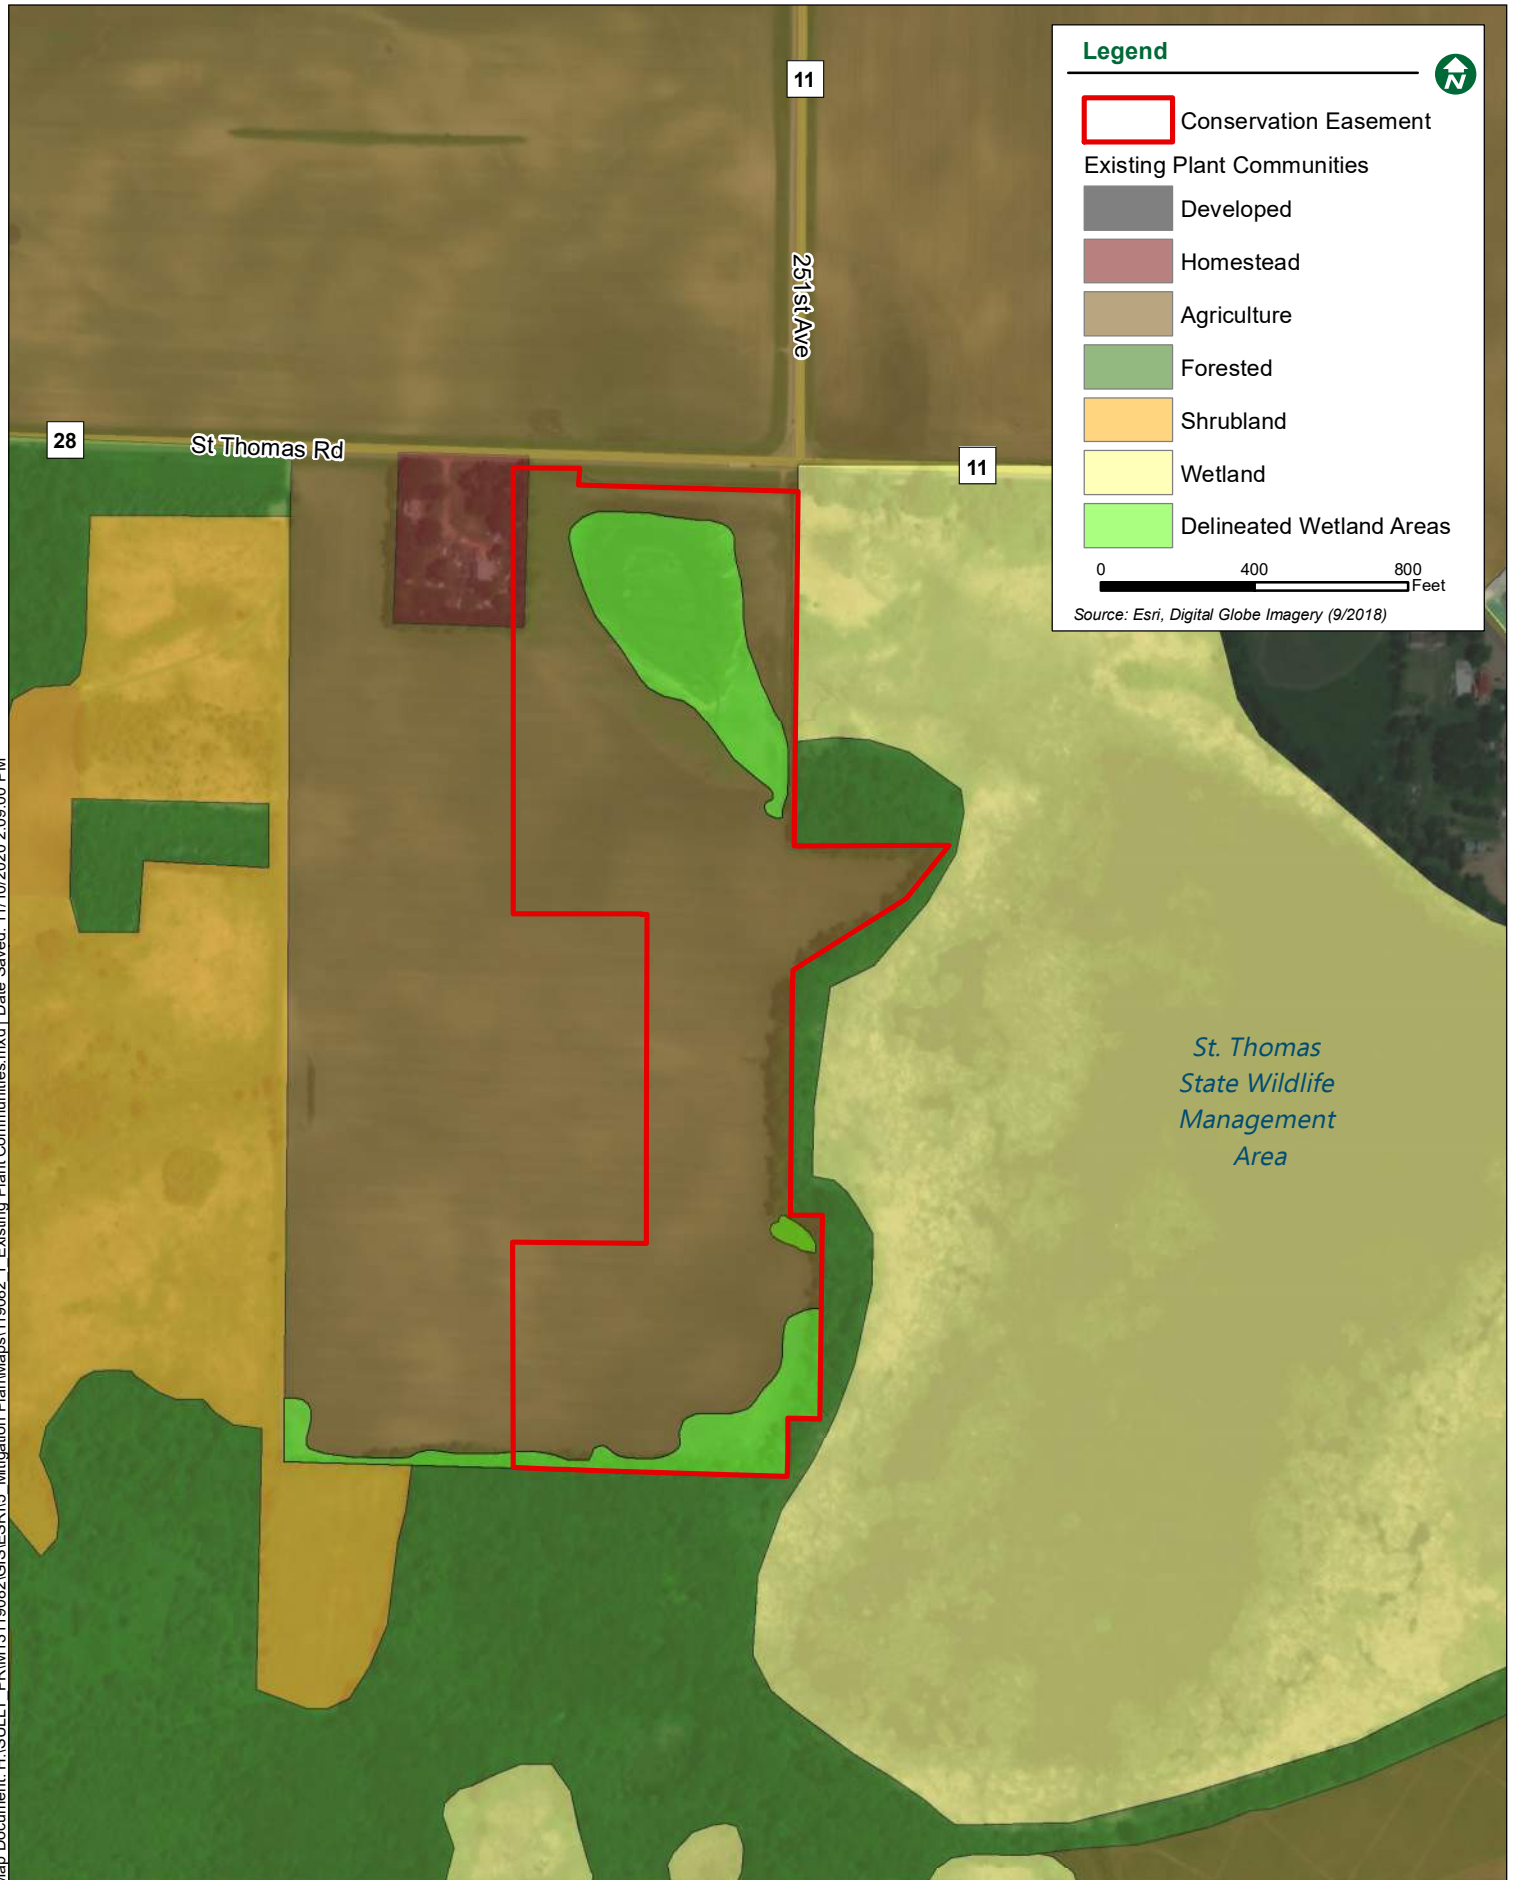 Legend
N
Conservation Easement
Existing Plant Communities
Developed
Homestead
Agriculture
Forested
Shrubland
Wetland
Delineated Wetland Areas
0 400 800
Feet
Source: Esri, Digital Globe Imagery (9/2018)
11
251st Ave
28
St Thomas Rd
11
St. Thomas
State Wildlife
Management
Area